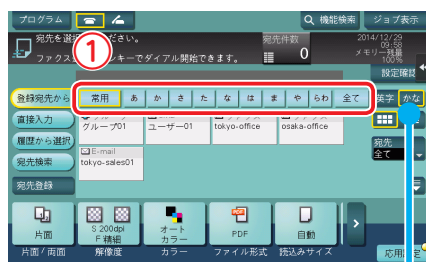 プログラム 機能検索 ジョブ表示
宛先を選 ださい。 宛先件数 2014/12/29
09:58
ファクス ルキーでダイアル開始できます。 0 メモリー残量
100%
①
設定確認
登録宛先から 常用 あ か さ た な は ま や らわ 全て 英字 かな
直接入力 グループ01 ユーザー01 tokyo-office osaka-office
履歴から選択
E-mail 宛先
宛先検索 tokyo-sales01 全て
宛先登録
片面 S 200dpi
F 精細 オート
カラー PDF 自動
片面/両面 解像度 カラー ファイル形式 読込みサイズ 応用設定